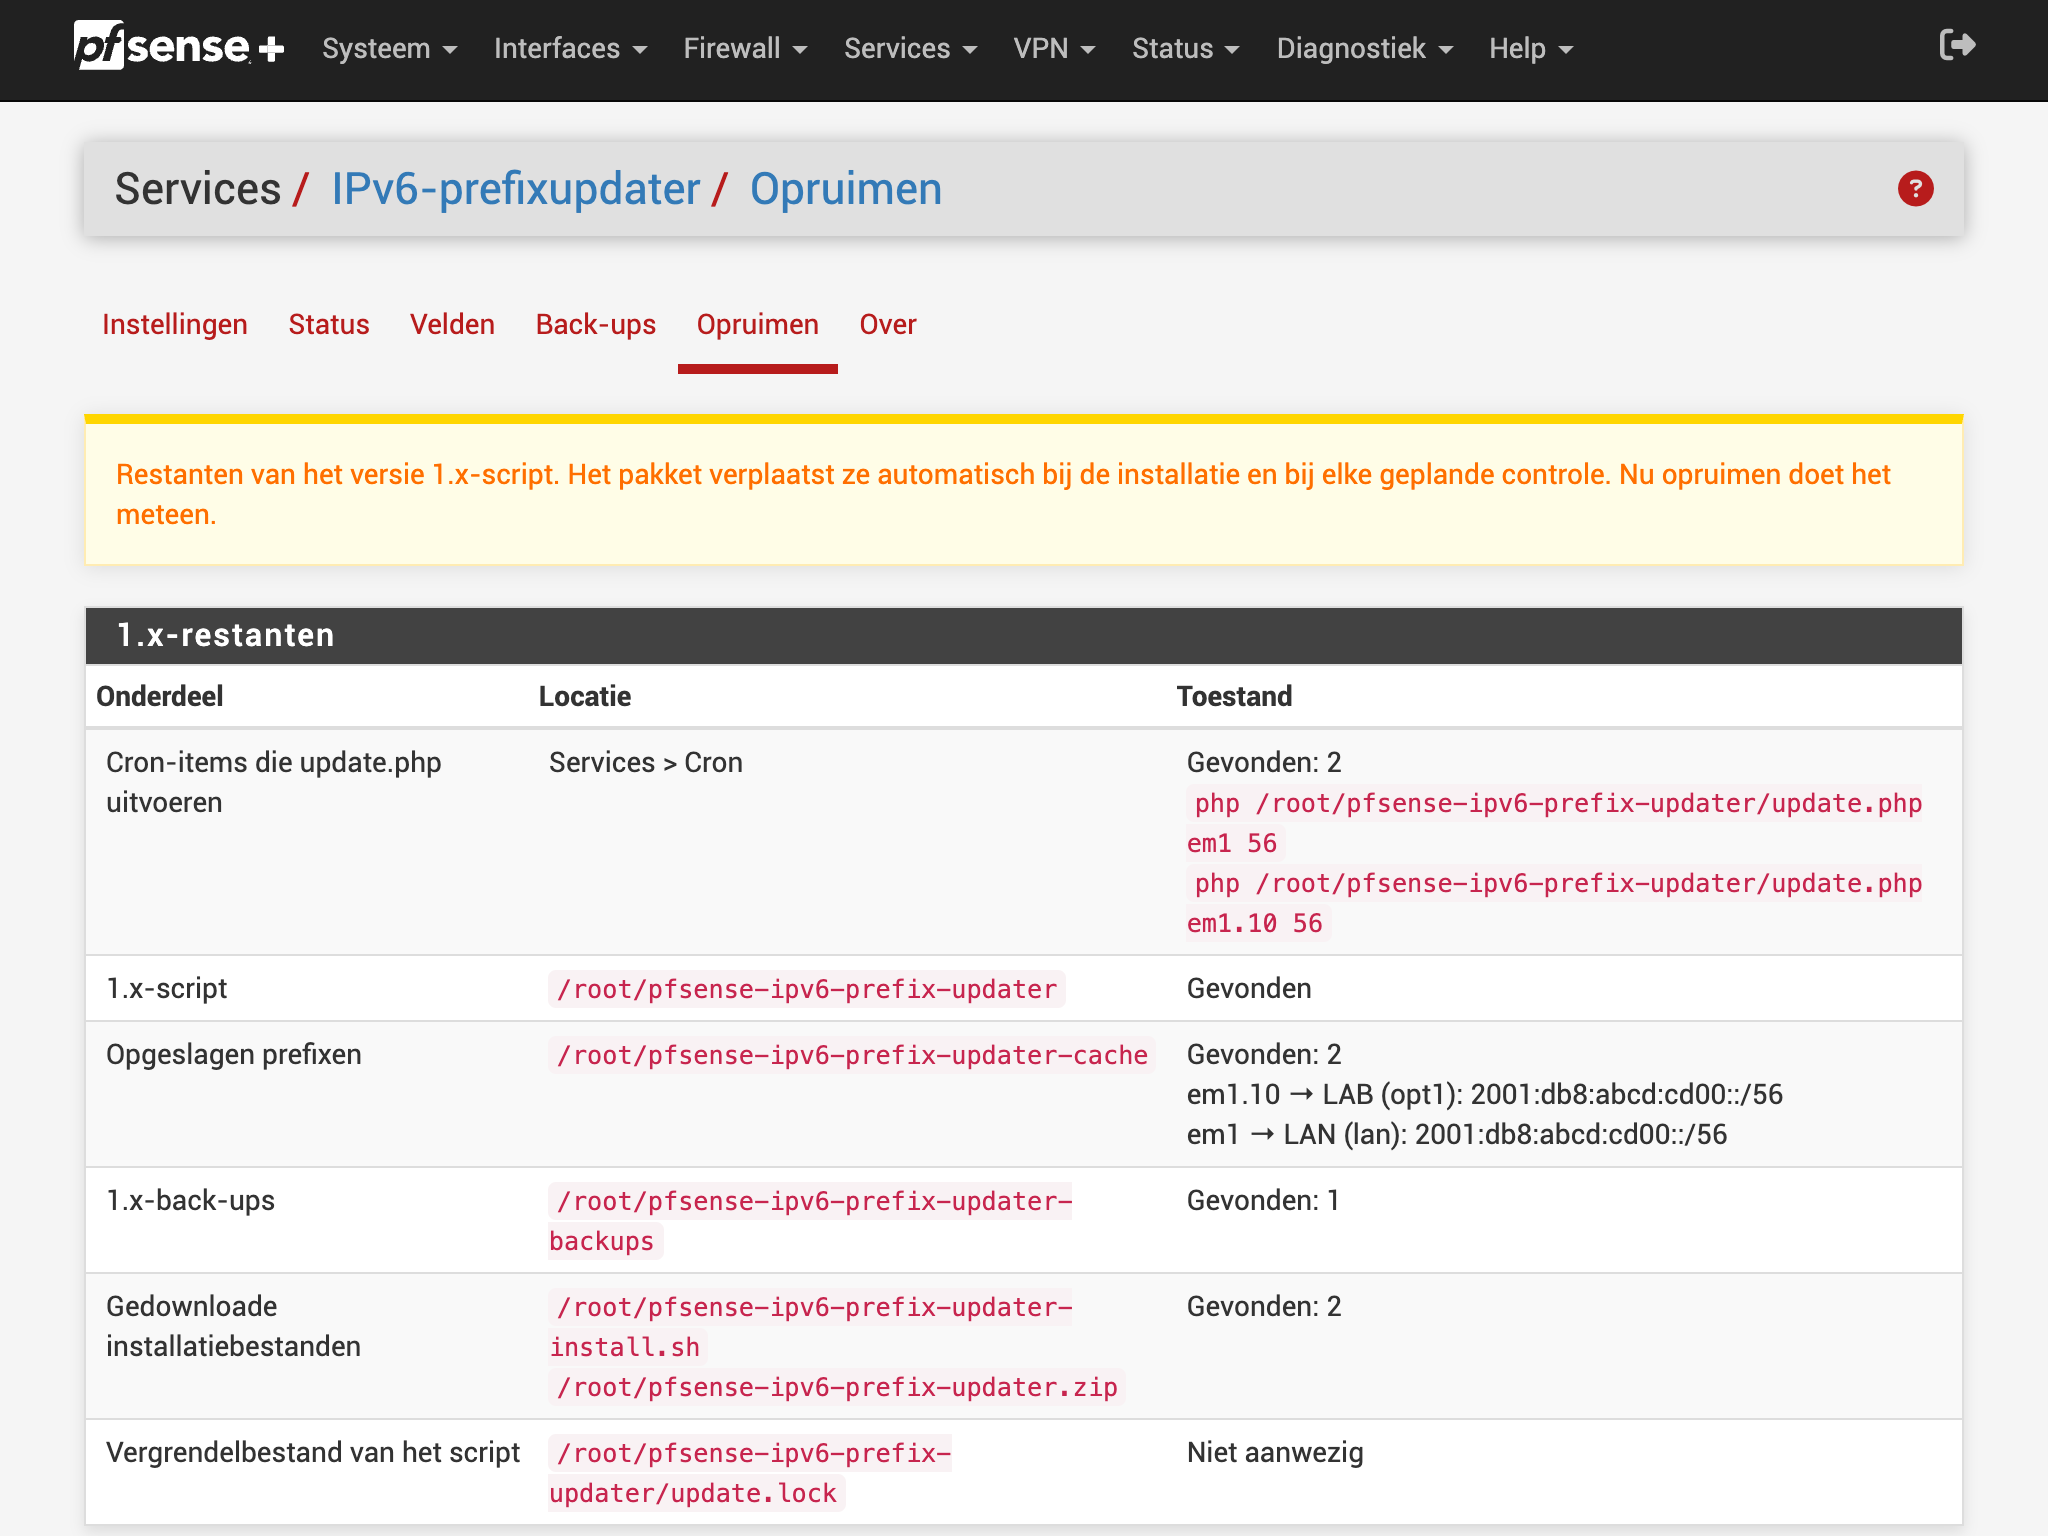 pfsense+ Systeem Interfaces Firewall Services VPN Status Diagnostiek Help
Services / IPv6-prefixupdater / Opruimen ?
Instellingen Status Velden Back-ups Opruimen Over
Restanten van het versie 1.x-script. Het pakket verplaatst ze automatisch bij de installatie en bij elke geplande controle. Nu opruimen doet het
meteen.
1.x-restanten
Onderdeel Locatie Toestand
Cron-items die update.php
uitvoeren
Services > Cron
Gevonden: 2
php /root/pfsense-ipv6-prefix-updater/update.php
em1 56
php /root/pfsense-ipv6-prefix-updater/update.php
em1.10 56
1.x-script /root/pfsense-ipv6-prefix-updater Gevonden
Opgeslagen prefixen /root/pfsense-ipv6-prefix-updater-cache Gevonden: 2
em1.10 → LAB (opt1): 2001:db8:abcd:cd00::/56
em1 → LAN (lan): 2001:db8:abcd:cd00::/56
1.x-back-ups
/root/pfsense-ipv6-prefix-updater-
backups
Gevonden: 1
Gedownloade
installatiebestanden
/root/pfsense-ipv6-prefix-updater-
install.sh
/root/pfsense-ipv6-prefix-updater.zip
Gevonden: 2
Vergrendelbestand van het script
/root/pfsense-ipv6-prefix-
updater/update.lock
Niet aanwezig